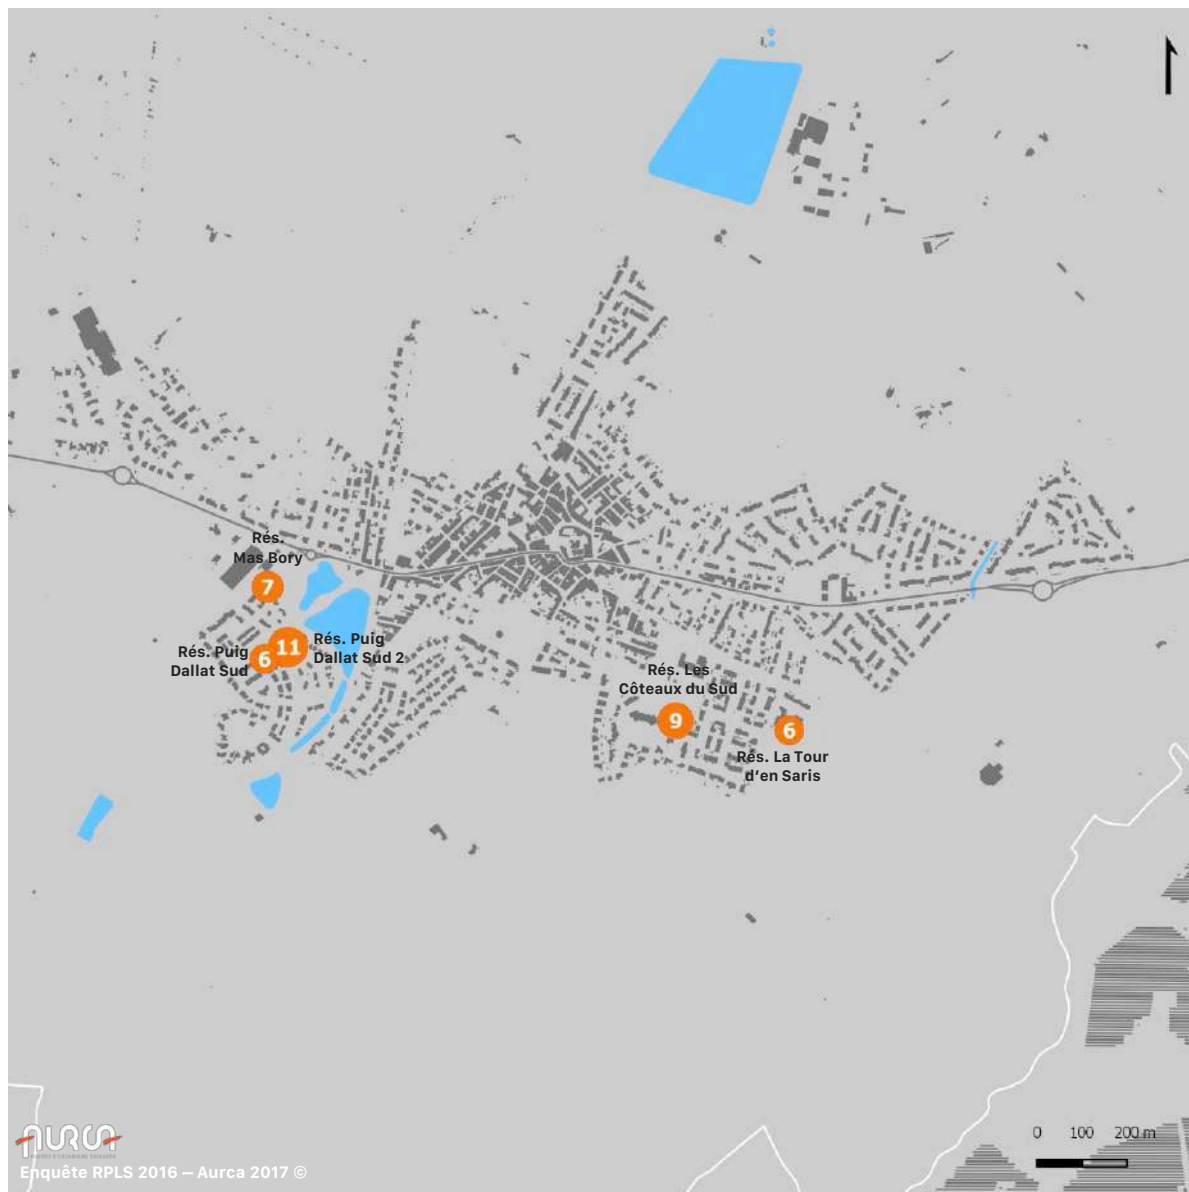 Rés.
Mas Bory
7
Rés. Puig
Dallat Sud
6
11
Rés. Puig
Dallat Sud 2
Rés. Les
Côteaux du Sud
9
6
Rés. La Tour
d'en Saris
0 100 200 m
AURCA
Enquête RPLS 2016 – Aurca 2017 ©